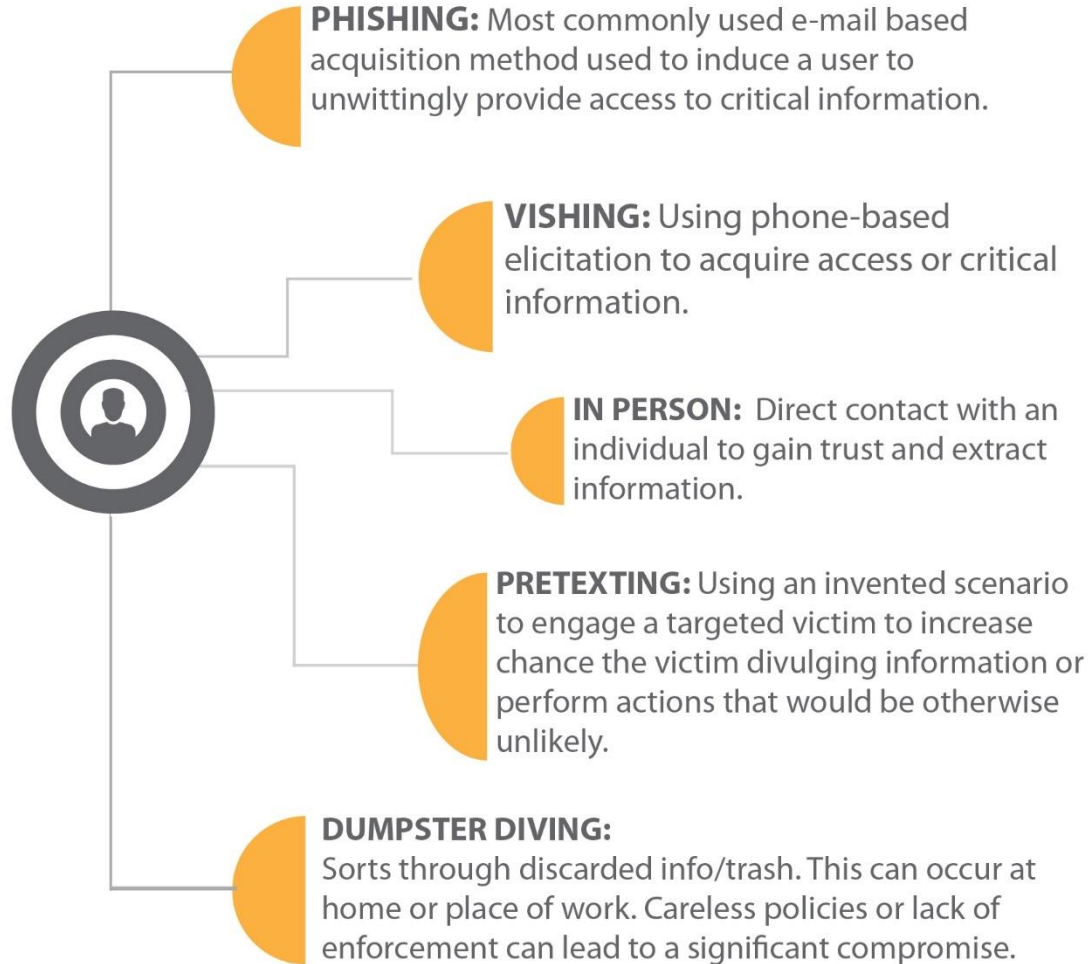 PHISHING: Most commonly used e-mail based
acquisition method used to induce a user to
unwittingly provide access to critical information.
VISHING: Using phone-based
elicitation to acquire access or critical
information.
IN PERSON: Direct contact with an
individual to gain trust and extract
information.
PRETEXTING: Using an invented scenario
to engage a targeted victim to increase
chance the victim divulging information or
perform actions that would be otherwise
unlikely.
DUMPSTER DIVING:
Sorts through discarded info/trash. This can occur at
home or place of work. Careless policies or lack of
enforcement can lead to a significant compromise.